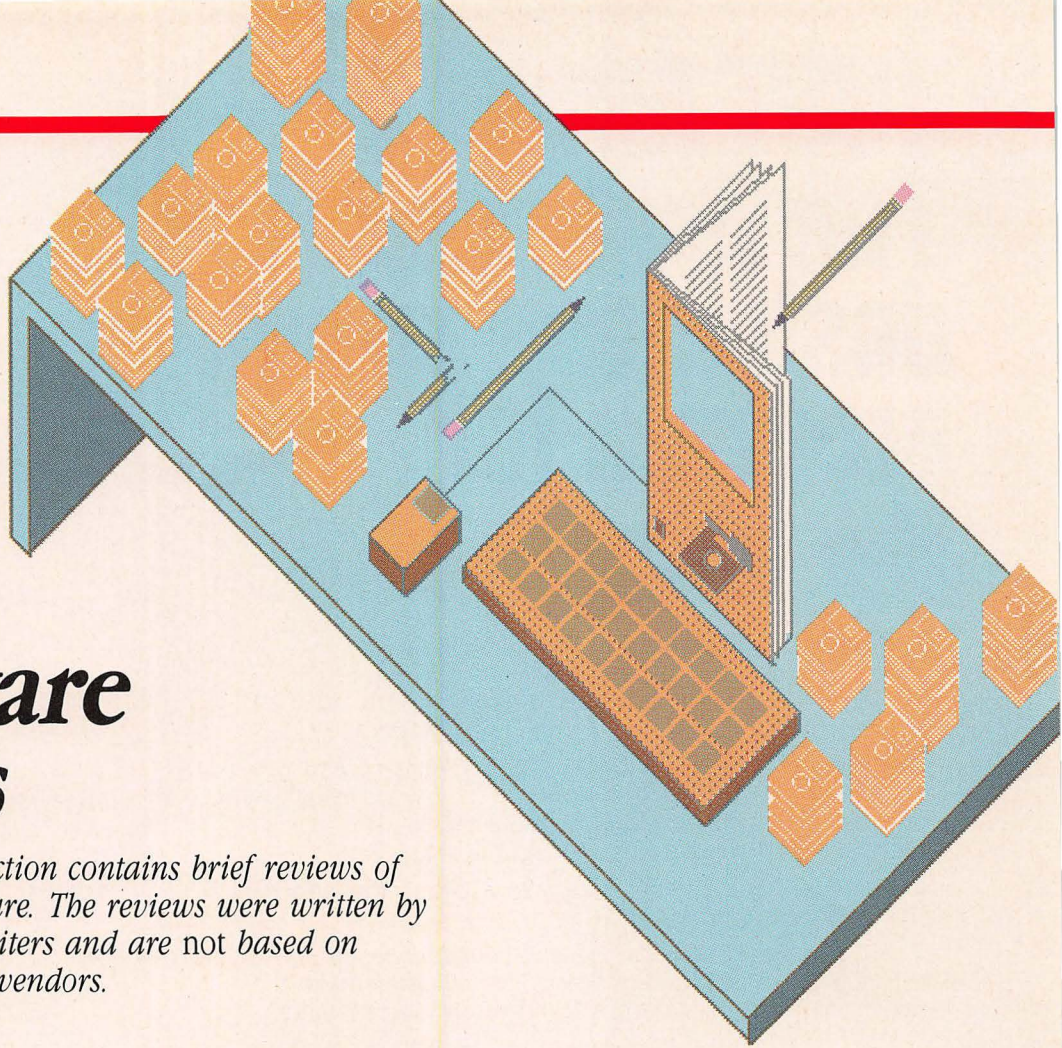 are
s
ction contains brief reviews of
are. The reviews were written by
iters and are not based on
vendors.